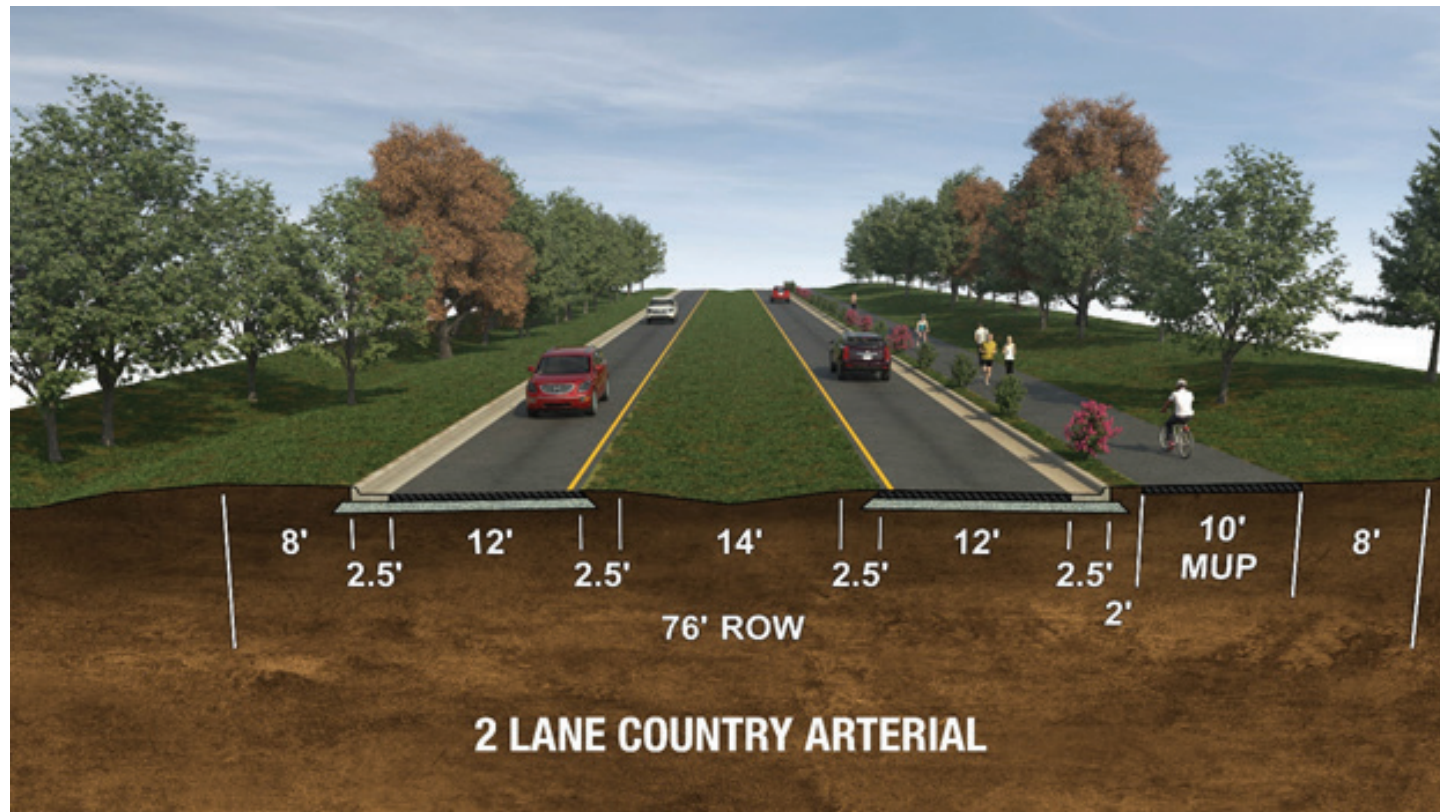 8' 12' 14' 12' 10' 8'
2.5' 2.5' 2.5' 2.5' MUP
2'
76' ROW
2 LANE COUNTRY ARTERIAL